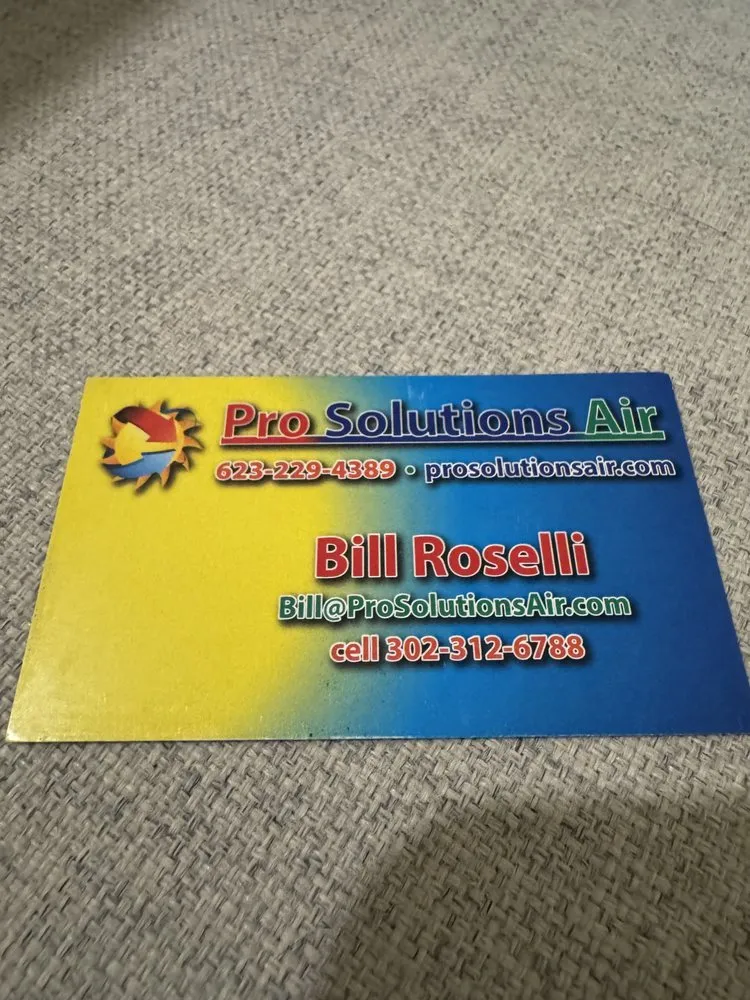 Pro Solutions Air
623-229-4389 • prosolutionsair.com
Bill Roselli
Bill@ProSolutionsAir.com
cell 302-312-6788